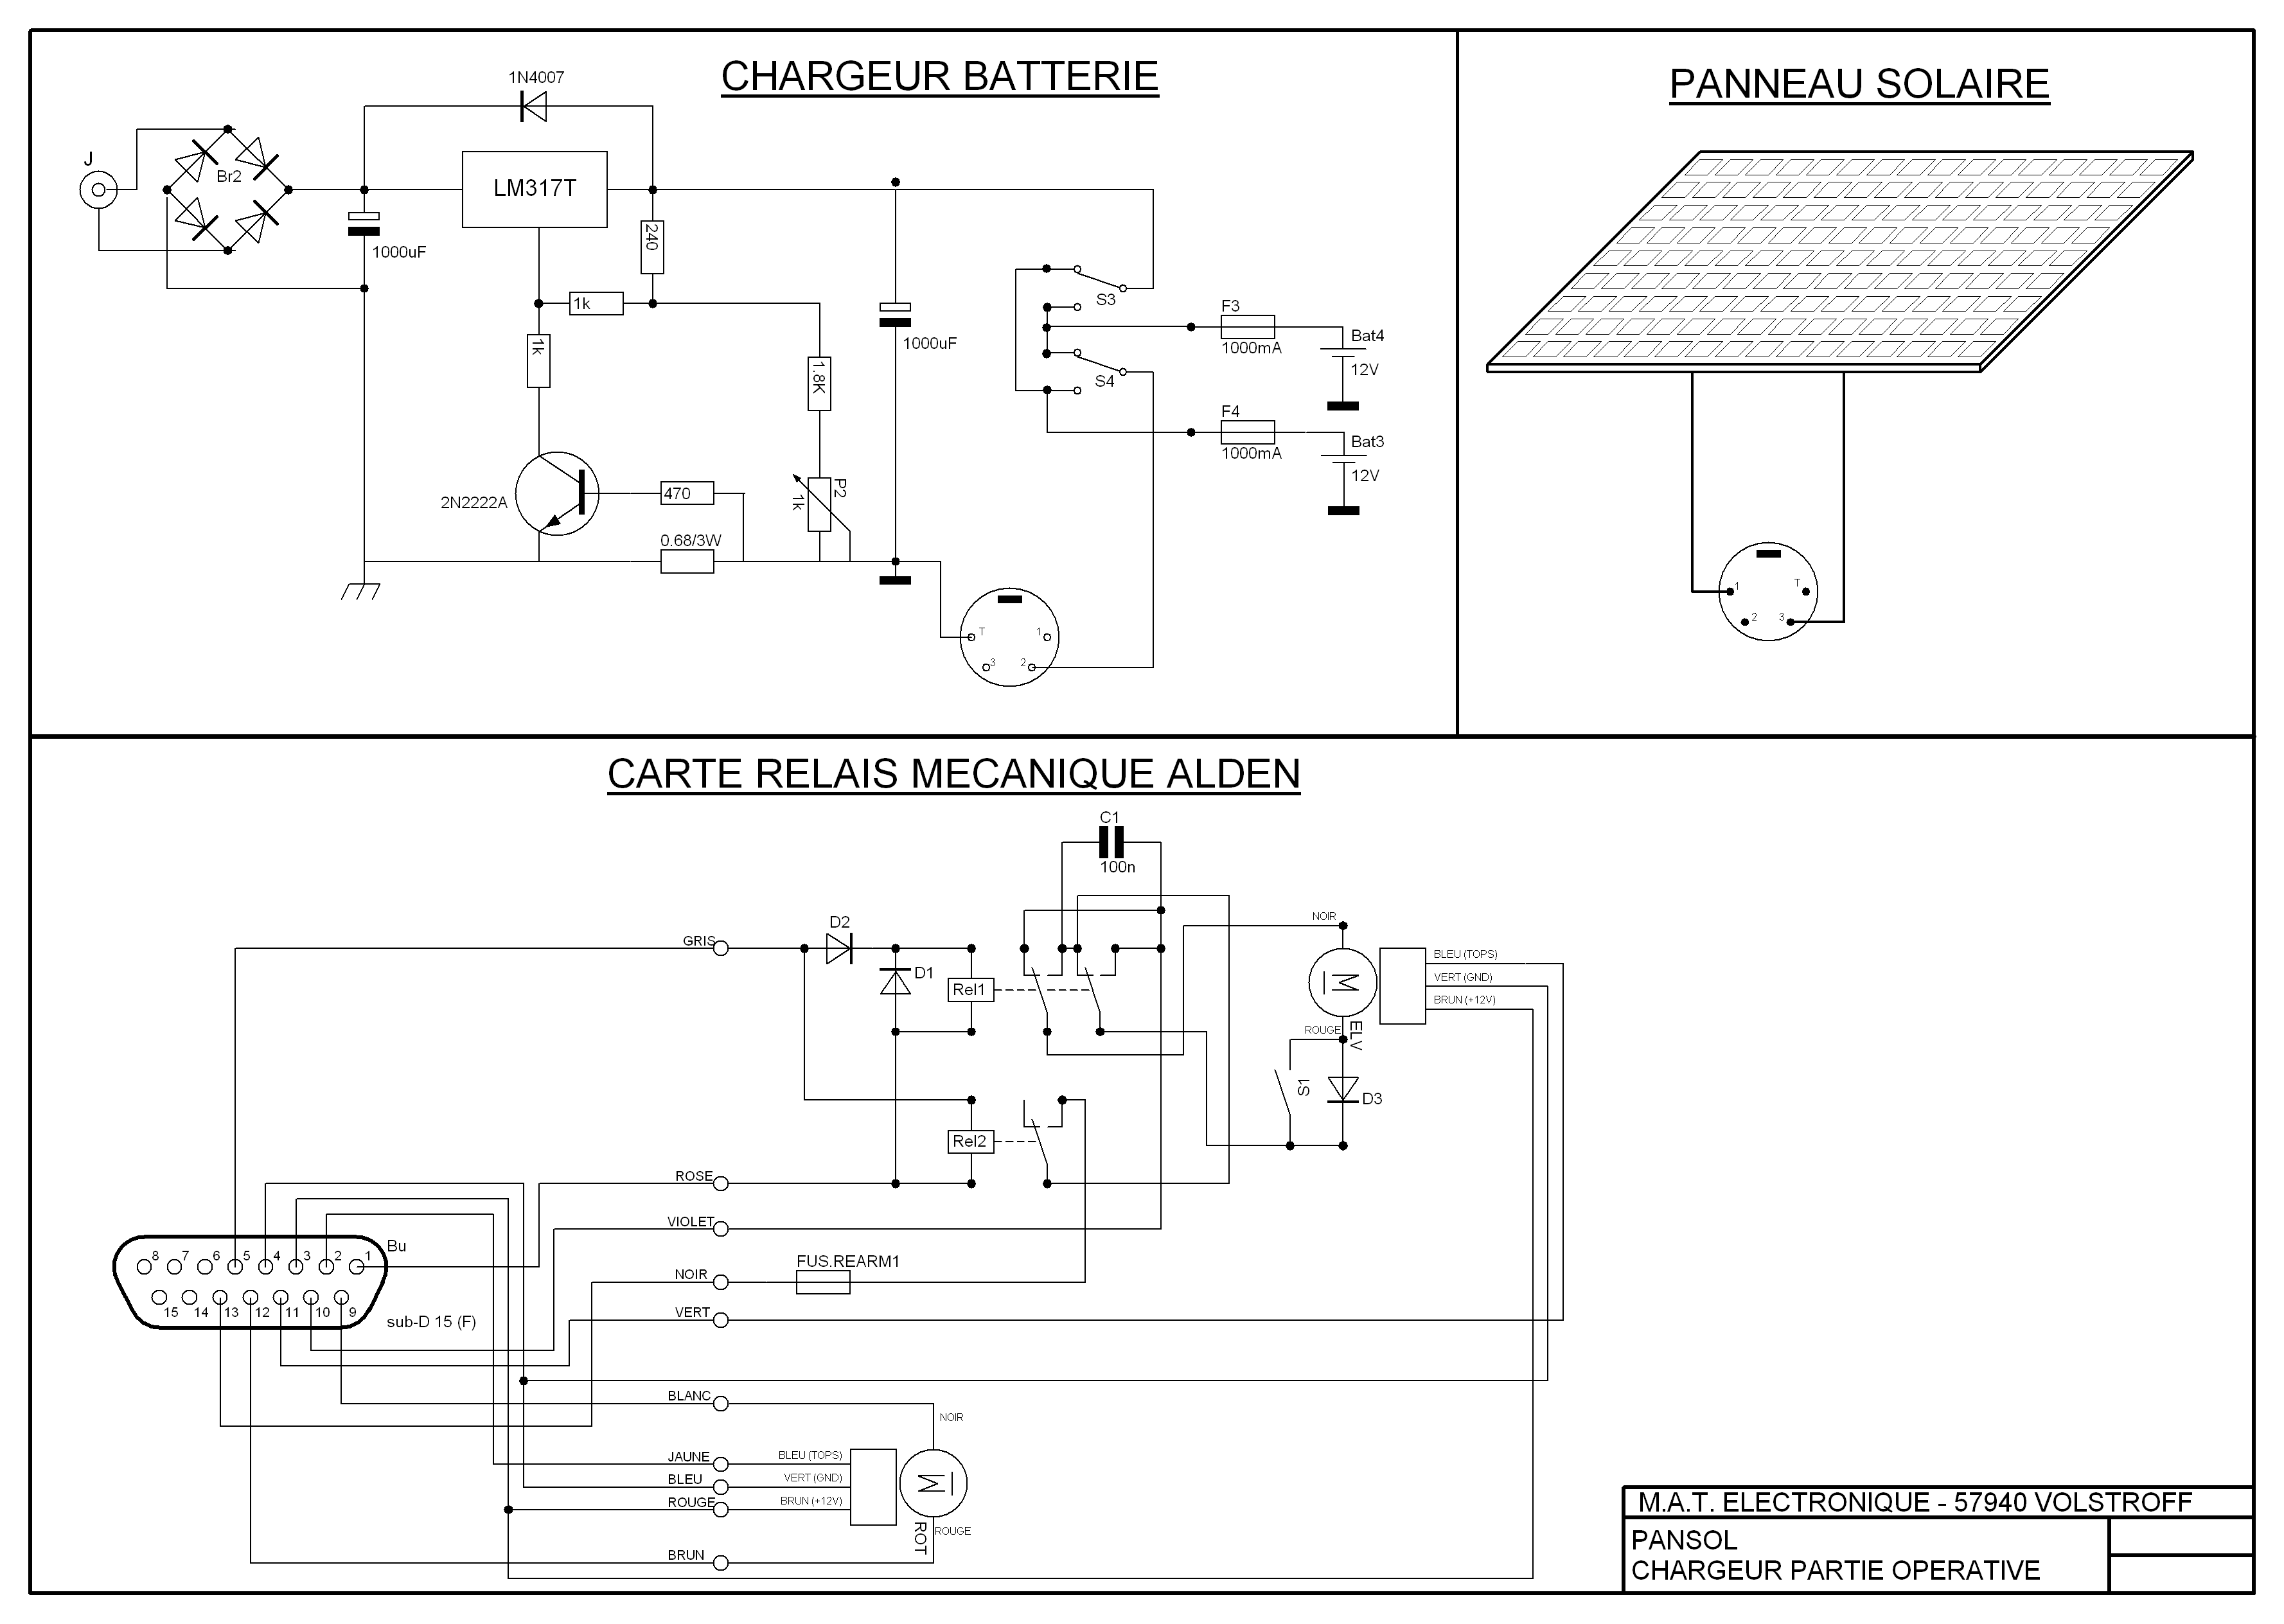 CHARGEUR BATTERIE
1N4007
J
Br2
LM317T
1000uF
240
1k
1k
1.8K
1000uF
2N2222A
470
0.68/3W
P2
1k
S3
S4
F3
1000mA
Bat4
12V
F4
1000mA
Bat3
12V
T
1
3
2
PANNEAU SOLAIRE
1
T
2
3
CARTE RELAIS MECANIQUE ALDEN
C1
100n
GRIS
D2
D1
Rel1
NOIR
M
ELV
ROUGE
BLEU (TOPS)
VERT (GND)
BRUN (+12V)
S1
D3
Rel2
ROSE
VIOLET
NOIR
FUS.REARM1
VERT
Bu
8 7 6 5 4 3 2 1
15 14 13 12 11 10 9
sub-D 15 (F)
BLANC
NOIR
JAUNE
BLEU (TOPS)
BLEU
VERT (GND)
ROUGE
BRUN (+12V)
M
ROT
ROUGE
BRUN
M.A.T. ELECTRONIQUE - 57940 VOLSTROFF
PANSOL
CHARGEUR PARTIE OPERATIVE